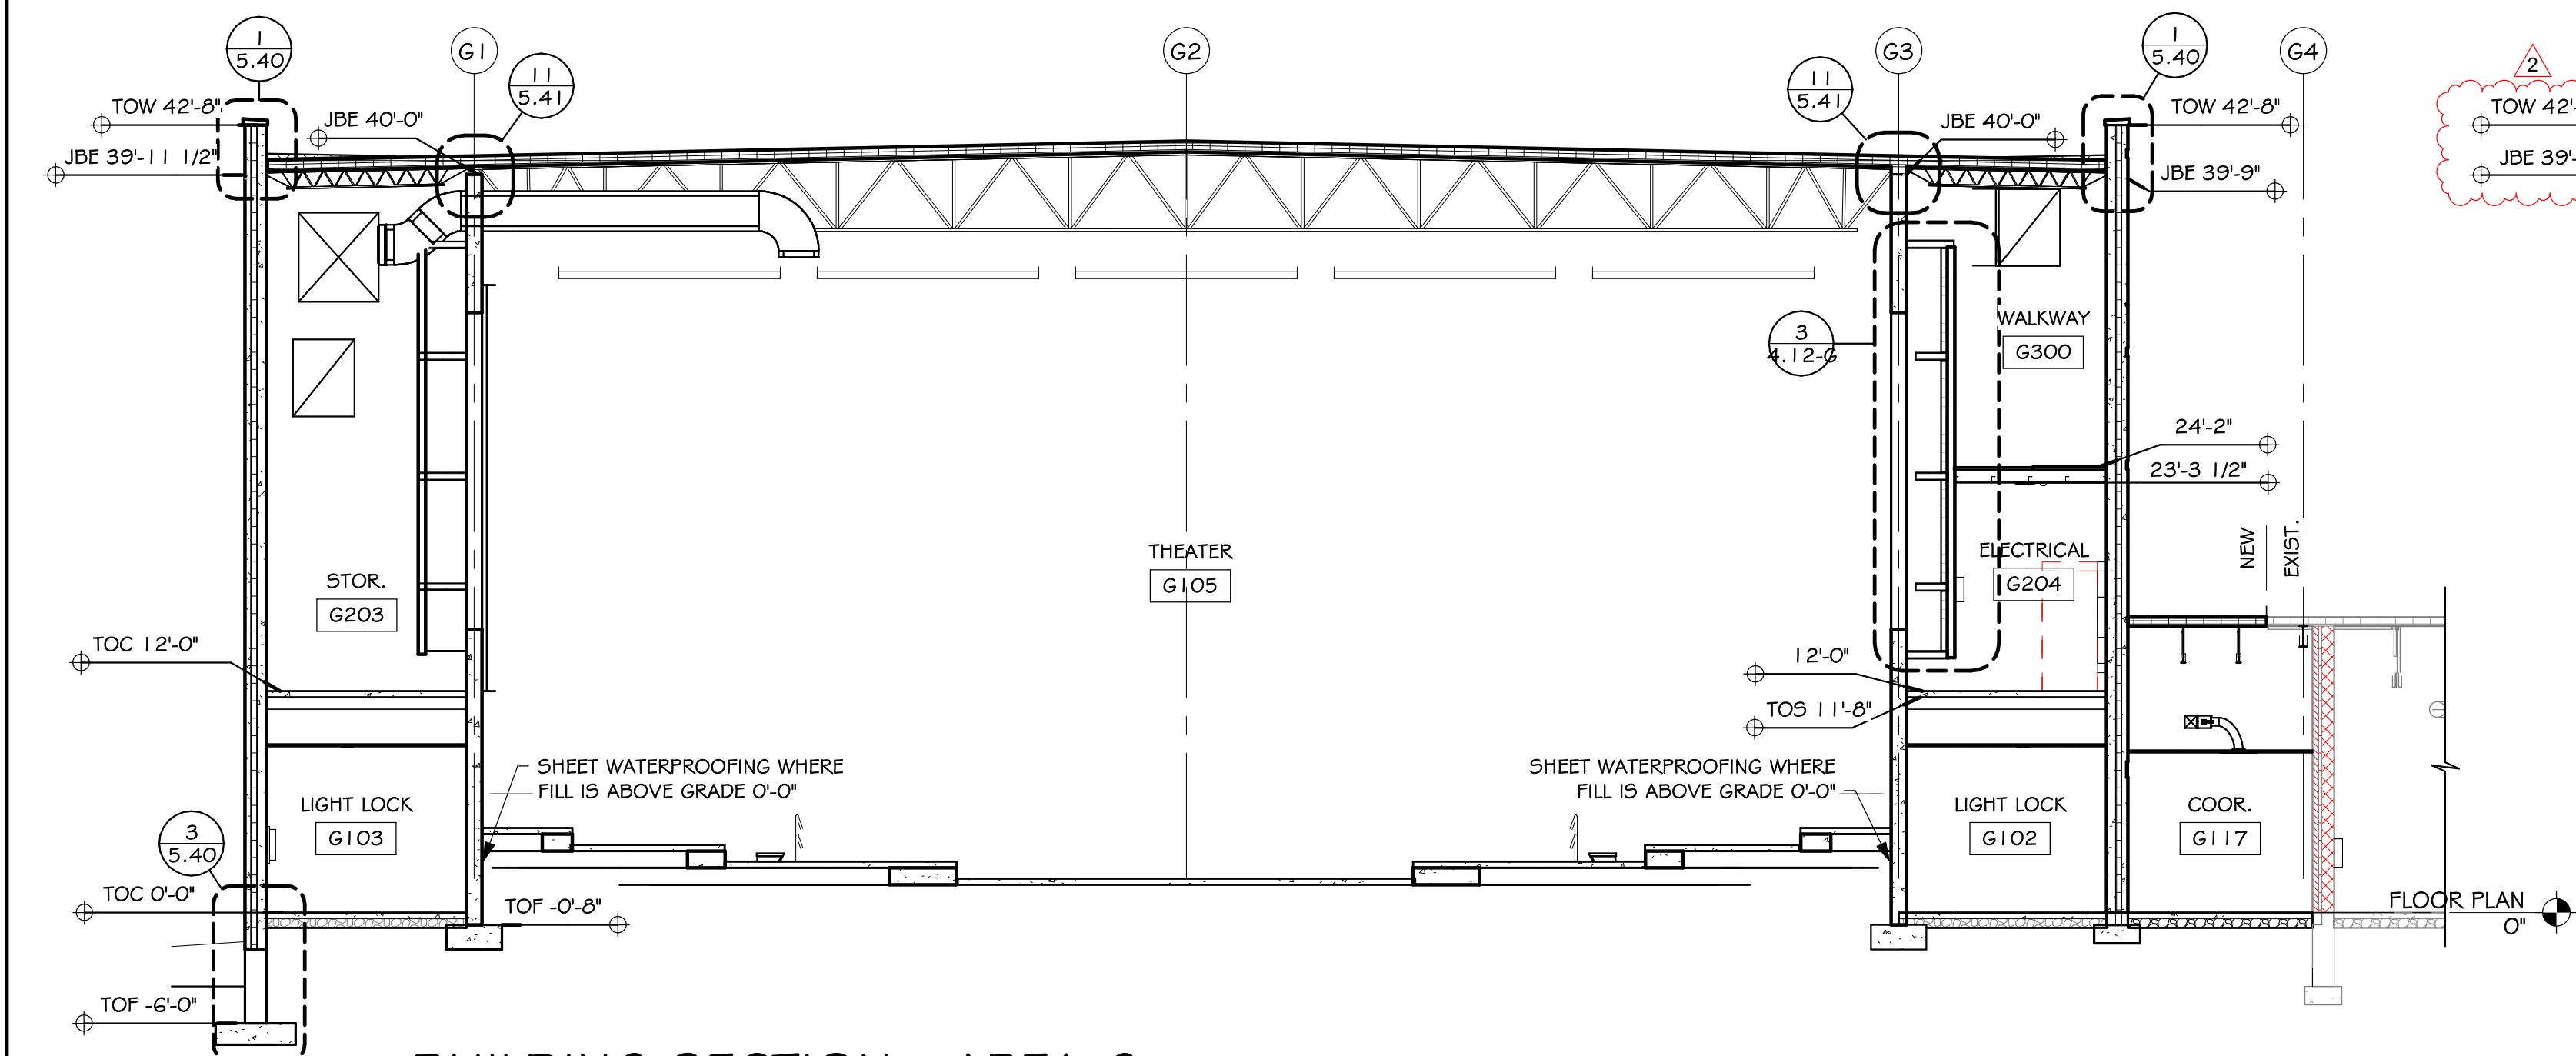 1
5.40
G1
11
5.41
G2
11
5.41
G3
1
5.40
G4
2
TOW 42'-8"
JBE 40'-0"
JBE 39'-11 1/2"
JBE 40'-0"
TOW 42'-8"
JBE 39'-9"
TOW 42'-
JBE 39'-
3
4.12-G
WALKWAY
G300
24'-2"
23'-3 1/2"
NEW
EXIST.
STOR.
G203
THEATER
G105
ELECTRICAL
G204
TOC 12'-0"
12'-0"
TOS 11'-8"
SHEET WATERPROOFING WHERE
FILL IS ABOVE GRADE 0'-0"
SHEET WATERPROOFING WHERE
FILL IS ABOVE GRADE 0'-0"
LIGHT LOCK
G103
LIGHT LOCK
G102
COOR.
G117
3
5.40
TOC 0'-0"
TOF -0'-8"
FLOOR PLAN
0"
TOF -6'-0"